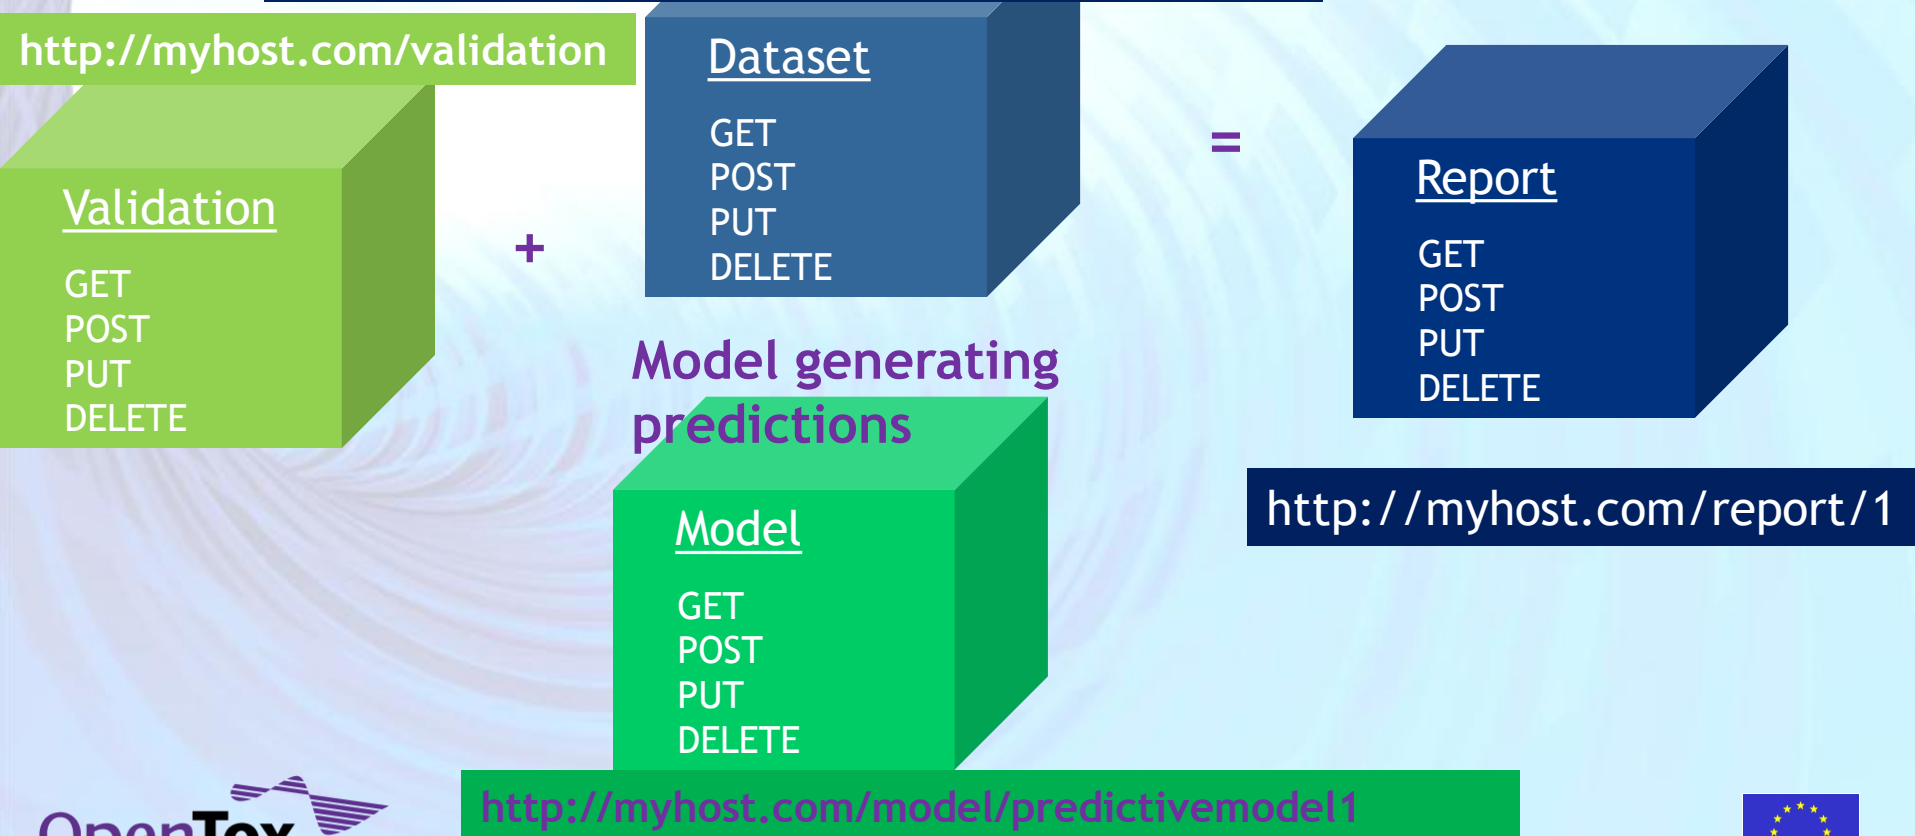 http://myhost.com/validation
Validation
GET
POST
PUT
DELETE
+
Dataset
GET
POST
PUT
DELETE
Model generating
predictions
Model
GET
POST
PUT
DELETE
http://myhost.com/model/predictivemodel1
=
Report
GET
POST
PUT
DELETE
http://myhost.com/report/1
OpenTox